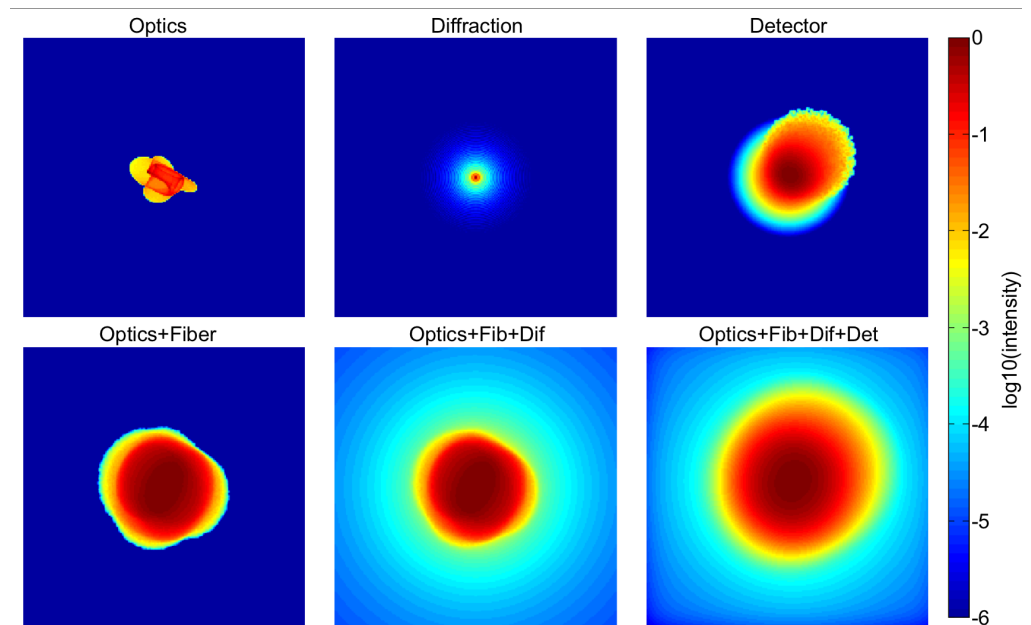 Optics
Diffraction
Detector
Optics+Fiber
Optics+Fib+Dif
Optics+Fib+Dif+Det
0
-1
-2
-3
-4
-5
-6
log10(intensity)